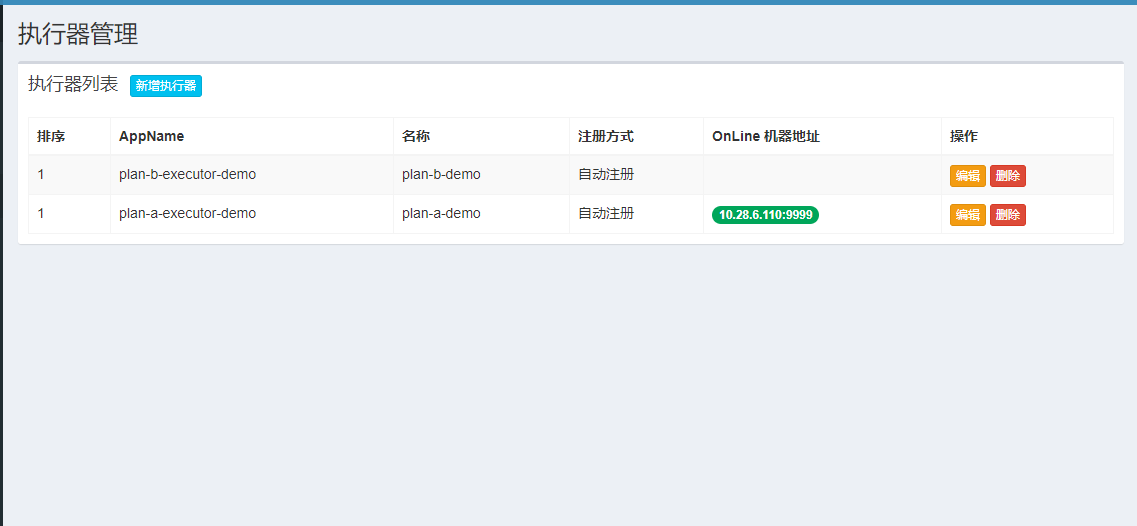 执行器管理
执行器列表 新增执行器
排序 AppName 名称 注册方式 OnLine 机器地址 操作
1 plan-b-executor-demo plan-b-demo 自动注册 编辑 删除
1 plan-a-executor-demo plan-a-demo 自动注册 10.28.6.110:9999 编辑 删除